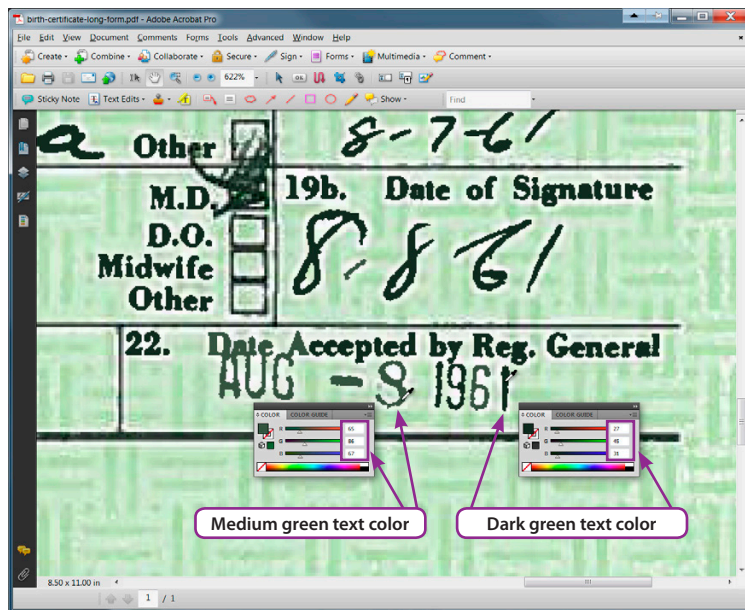 birth-certificate-long-form.pdf - Adobe Acrobat Pro
File Edit View Document Comments Forms Tools Advanced Window Help
Create Combine Collaborate Secure Sign Forms Multimedia Comment
622%
Sticky Note Text Edits Show Find
a Other 8-7-61
M.D. 19b. Date of Signature
D.O. 8-8 61
Midwife
Other
22. Date Accepted by Reg. General
AUG - 8 1961
COLOR COLOR GUIDE COLOR COLOR GUIDE
R 65 R 27
G 86 G 45
B 67 B 31
Medium green text color Dark green text color
8.50 x 11.00 in
1 / 1